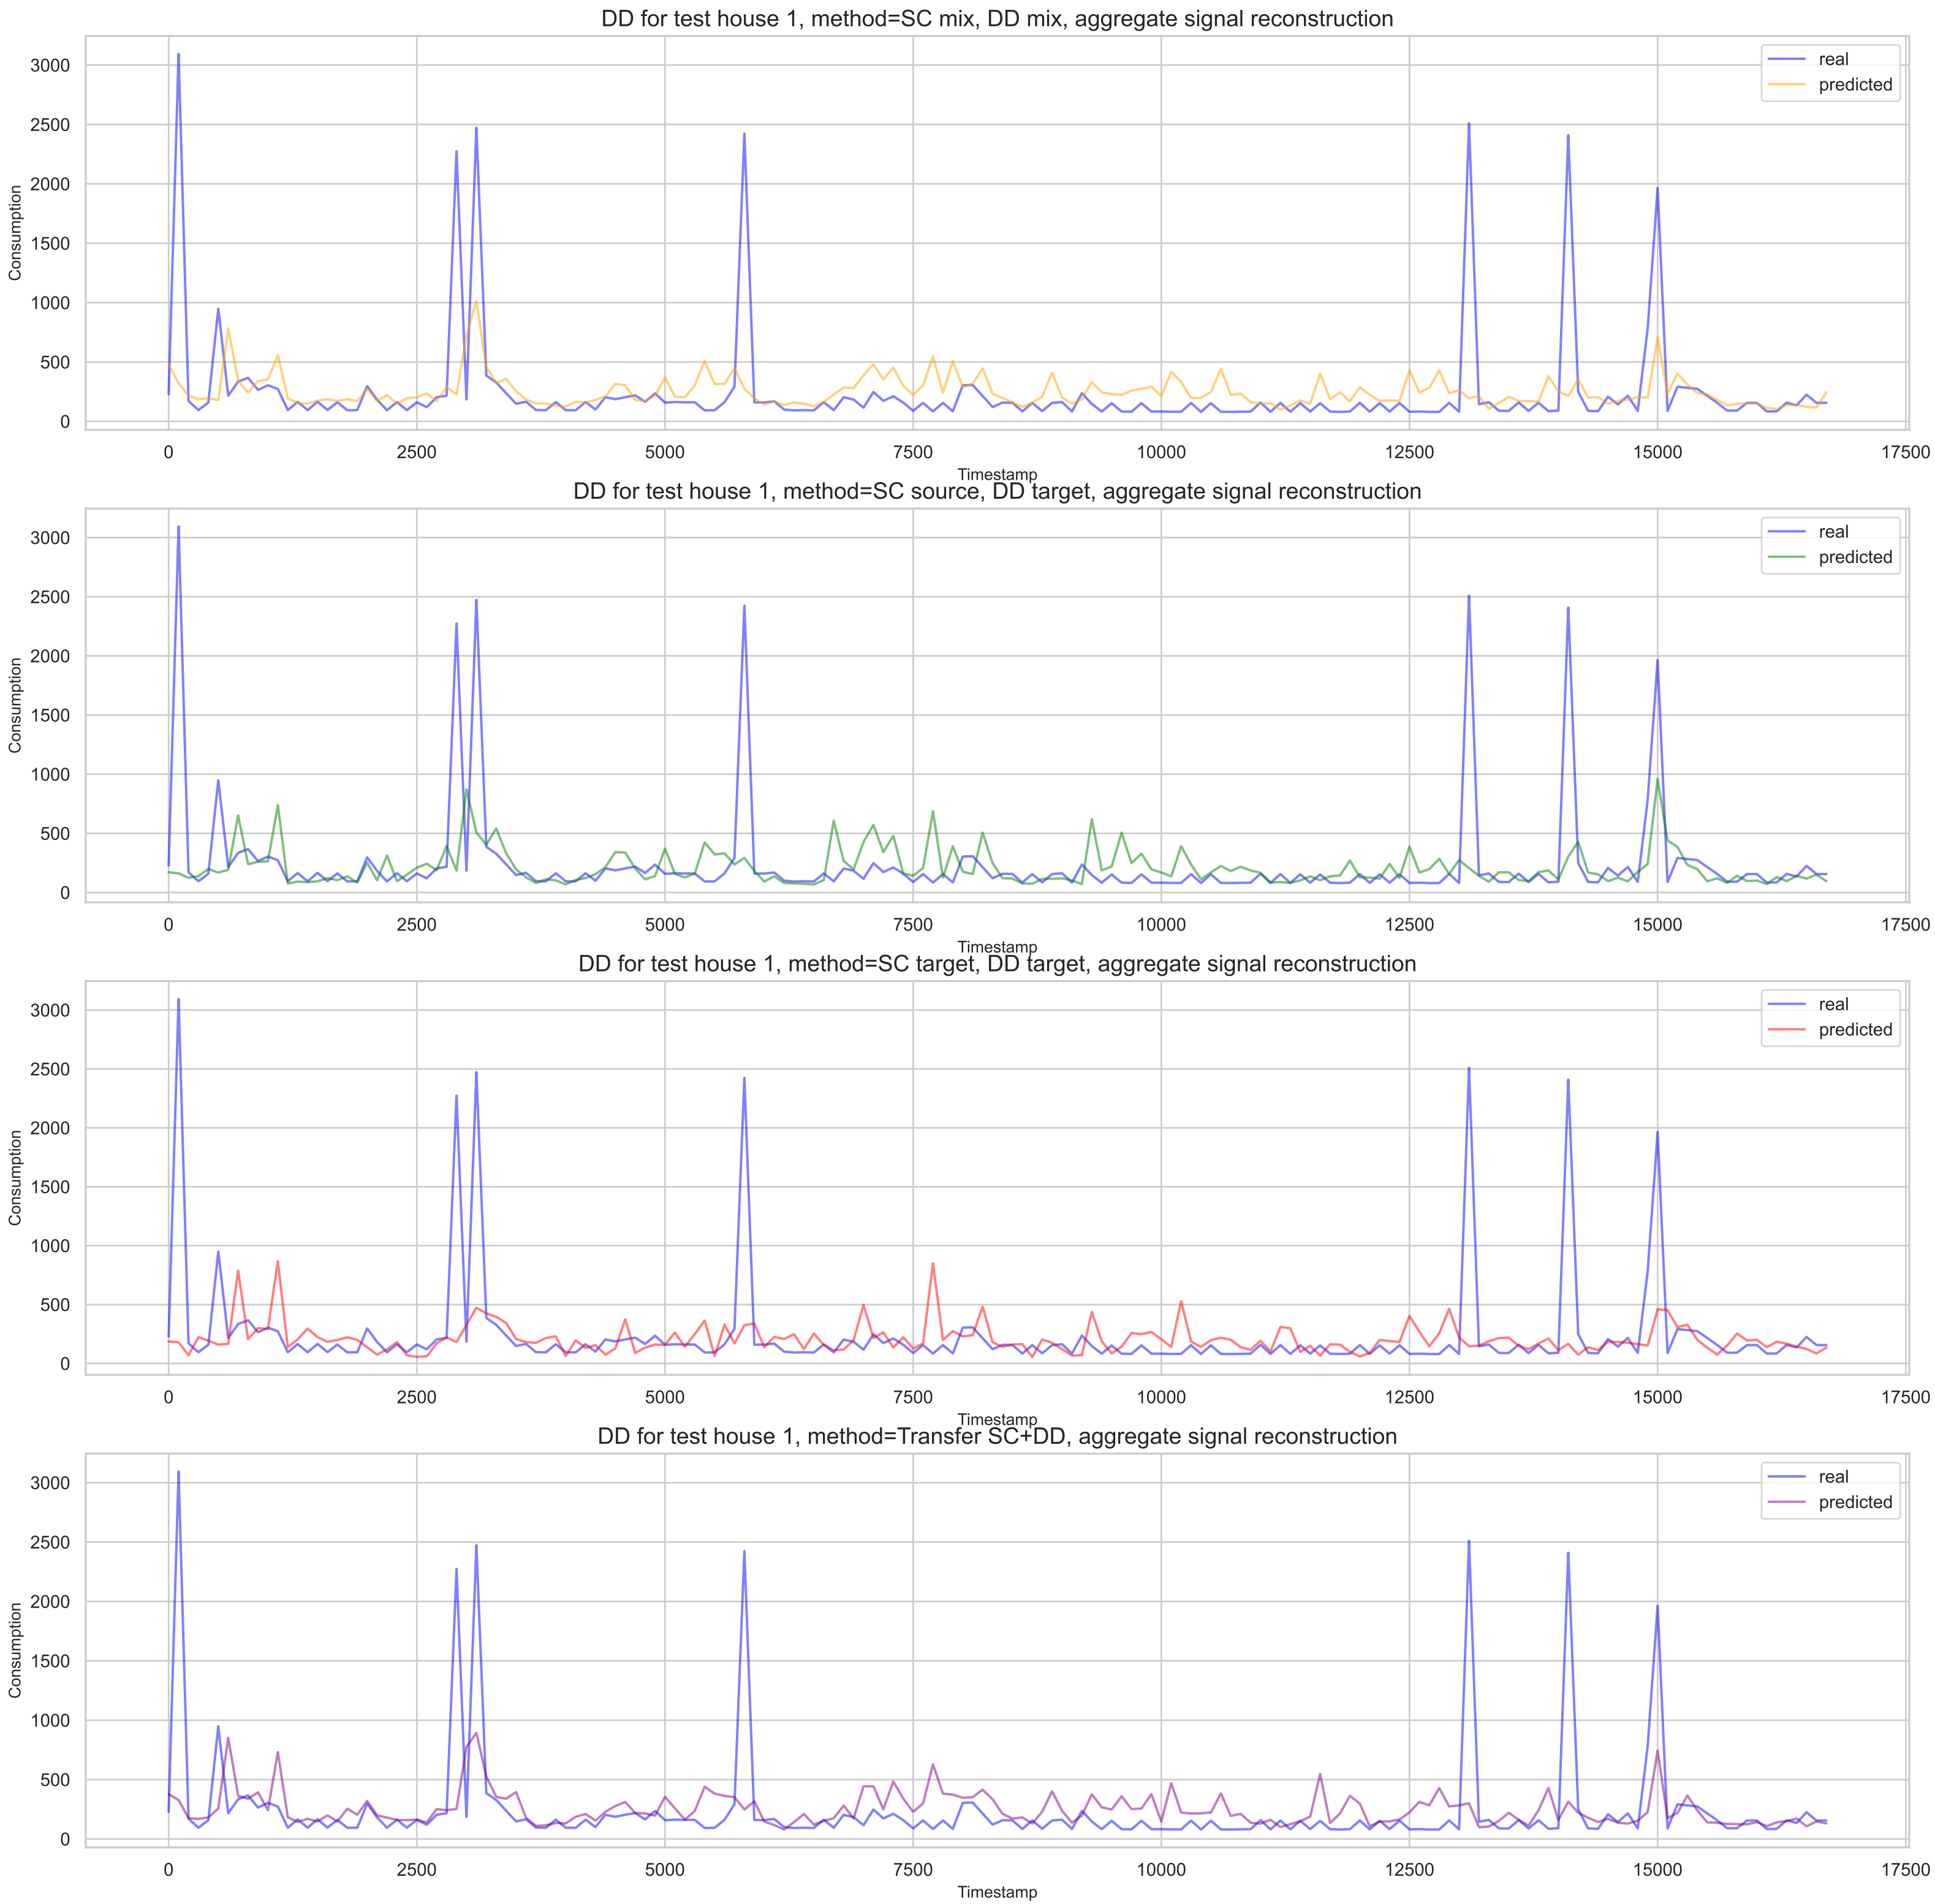 DD for test house 1, method=SC mix, DD mix, aggregate signal reconstruction
3000
2500
2000
1500
1000
500
0
Consumption
real
predicted
0 2500 5000 7500 10000 12500 15000 17500
Timestamp
DD for test house 1, method=SC source, DD target, aggregate signal reconstruction
3000
2500
2000
1500
1000
500
0
Consumption
real
predicted
0 2500 5000 7500 10000 12500 15000 17500
Timestamp
DD for test house 1, method=SC target, DD target, aggregate signal reconstruction
3000
2500
2000
1500
1000
500
0
Consumption
real
predicted
0 2500 5000 7500 10000 12500 15000 17500
Timestamp
DD for test house 1, method=Transfer SC+DD, aggregate signal reconstruction
3000
2500
2000
1500
1000
500
0
Consumption
real
predicted
0 2500 5000 7500 10000 12500 15000 17500
Timestamp